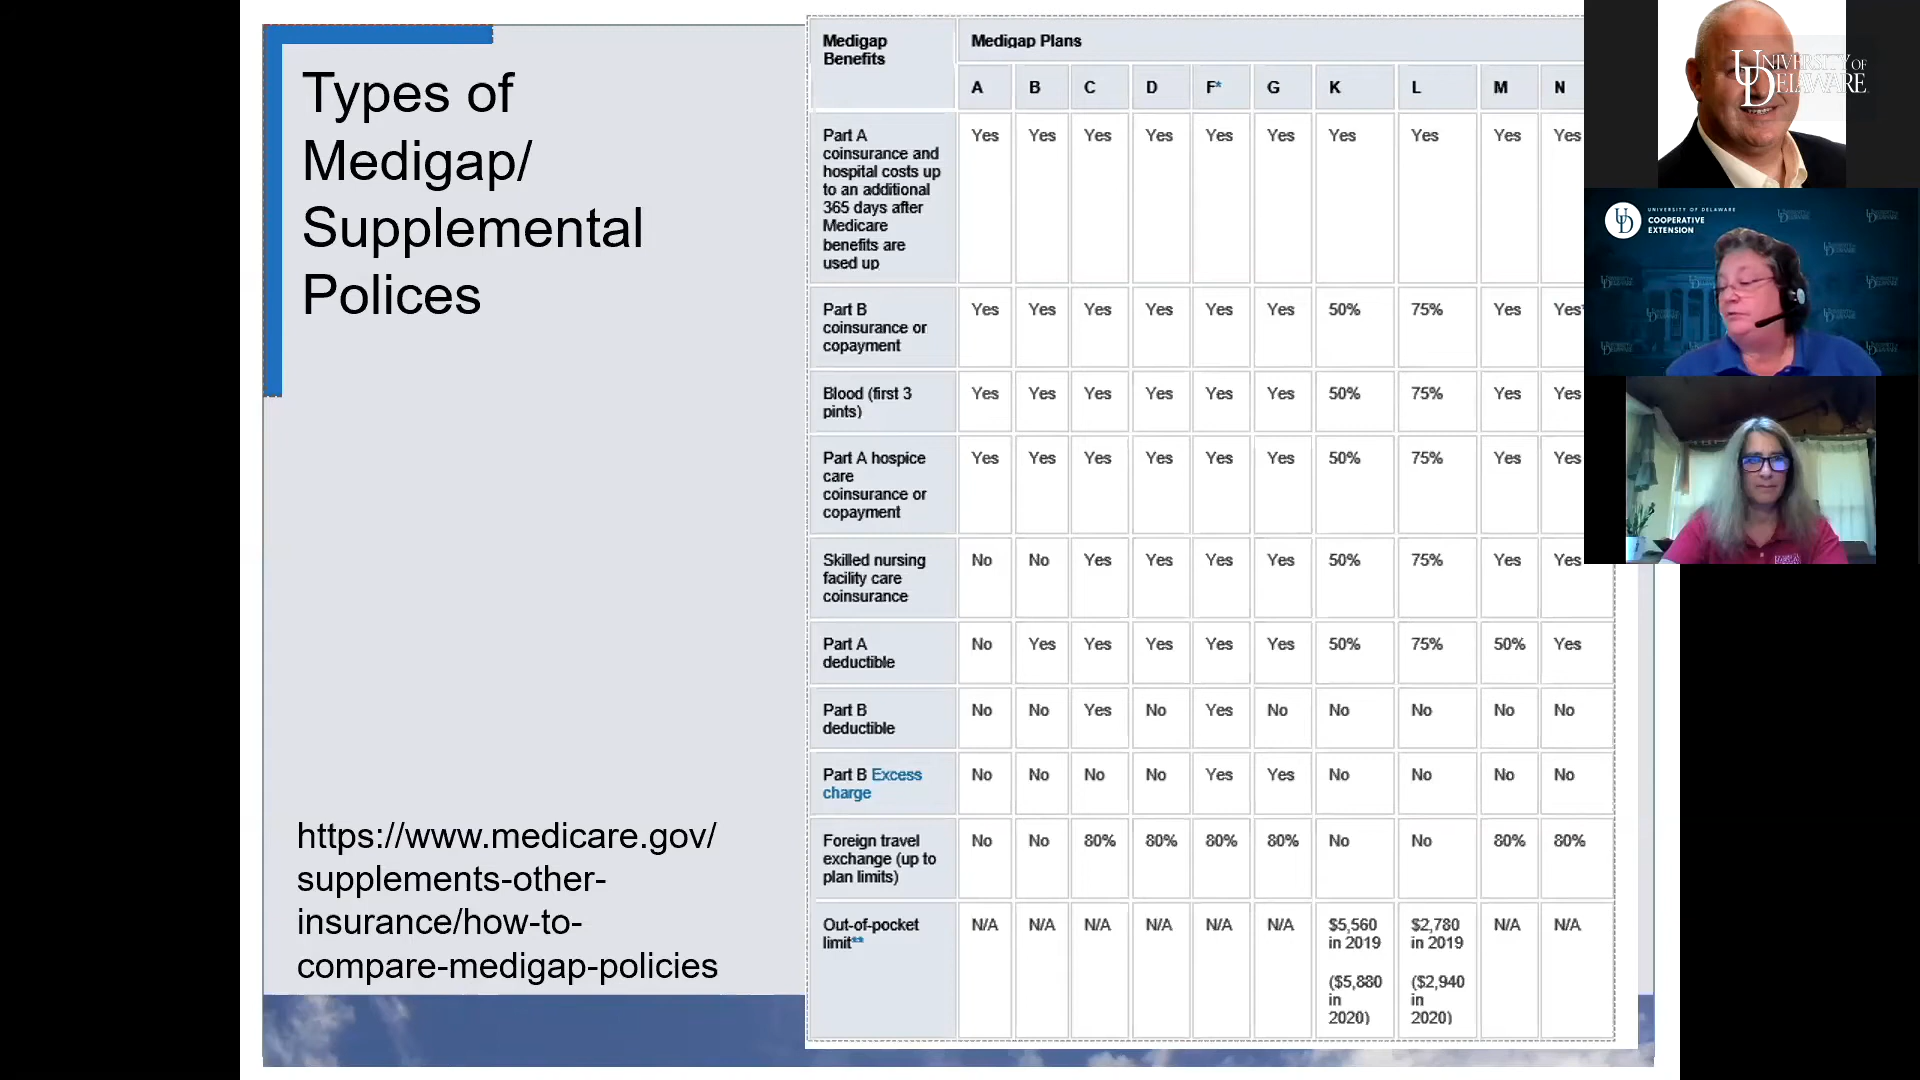 Types of
Medigap/
Supplemental
Polices
https://www.medicare.gov/
supplements-other-
insurance/how-to-
compare-medigap-policies
Medigap
Benefits
Medigap Plans
A B C D F* G K L M N
Part A
coinsurance and
hospital costs up
to an additional
365 days after
Medicare
benefits are
used up
Yes Yes Yes Yes Yes Yes Yes Yes Yes Yes
Part B
coinsurance or
copayment
Yes Yes Yes Yes Yes Yes 50% 75% Yes Yes*
Blood (first 3
pints)
Yes Yes Yes Yes Yes Yes 50% 75% Yes Yes
Part A hospice
care
coinsurance or
copayment
Yes Yes Yes Yes Yes Yes 50% 75% Yes Yes
Skilled nursing
facility care
coinsurance
No No Yes Yes Yes Yes 50% 75% Yes Yes
Part A
deductible
No Yes Yes Yes Yes Yes 50% 75% 50% Yes
Part B
deductible
No No Yes No Yes No No No No No
Part B Excess
charge
No No No No Yes Yes No No No No
Foreign travel
exchange (up to
plan limits)
No No 80% 80% 80% 80% No No 80% 80%
Out-of-pocket
limit**
N/A N/A N/A N/A N/A N/A
$5,560
in 2019
($5,880
in
2020)
$2,780
in 2019
($2,940
in
2020)
N/A N/A
UNIVERSITY OF
DELAWARE
UD
UNIVERSITY OF DELAWARE
COOPERATIVE
EXTENSION